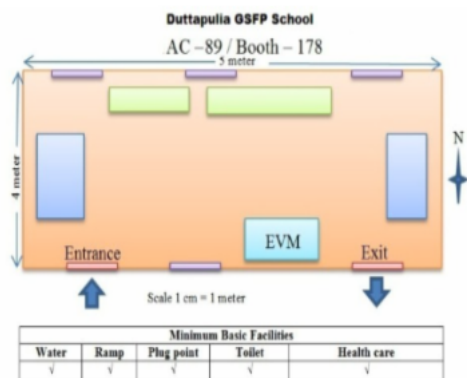 Duttapulia GSFP School
AC – 89 / Booth – 178
5 meter
4 meter
N
EVM
Entrance
Exit
Scale 1 cm = 1 meter
Minimum Basic Facilities
Water Ramp Plug point Toilet Health care
√ √ √ √ √